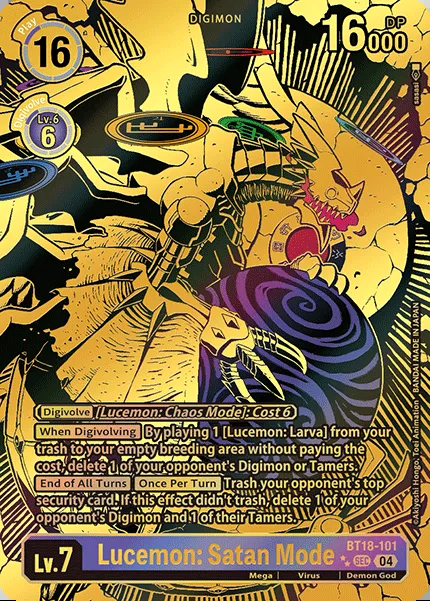 DIGIMON
Play
16
DP
16000
Digivolve
Lv.6
6
sasasi
Digivolve [Lucemon: Chaos Mode]: Cost 6
When Digivolving By playing 1 [Lucemon: Larva] from your
trash to your empty breeding area without paying the
cost, delete 1 of your opponent's Digimon or Tamers.
End of All Turns Once Per Turn Trash your opponent's top
security card. If this effect didn't trash, delete 1 of your
opponent's Digimon and 1 of their Tamers.
©Akiyoshi Hongo, Toei Animation BANDAI MADE IN JAPAN
Lv.7
Lucemon: Satan Mode
BT18-101
SEC
04
Mega
Virus
Demon God